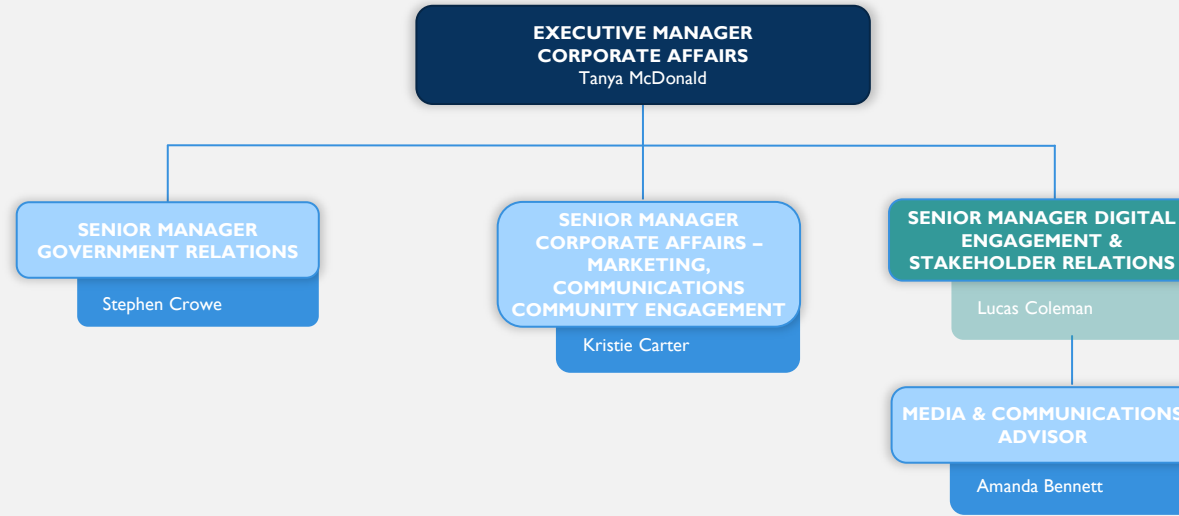 EXECUTIVE MANAGER
CORPORATE AFFAIRS
Tanya McDonald
SENIOR MANAGER
GOVERNMENT RELATIONS
Stephen Crowe
SENIOR MANAGER
CORPORATE AFFAIRS –
MARKETING,
COMMUNICATIONS
COMMUNITY ENGAGEMENT
Kristie Carter
SENIOR MANAGER DIGITAL
ENGAGEMENT &
STAKEHOLDER RELATIONS
Lucas Coleman
MEDIA & COMMUNICATIONS
ADVISOR
Amanda Bennett